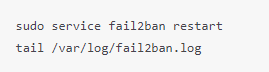 sudo service fail2ban restart
tail /var/log/fail2ban.log